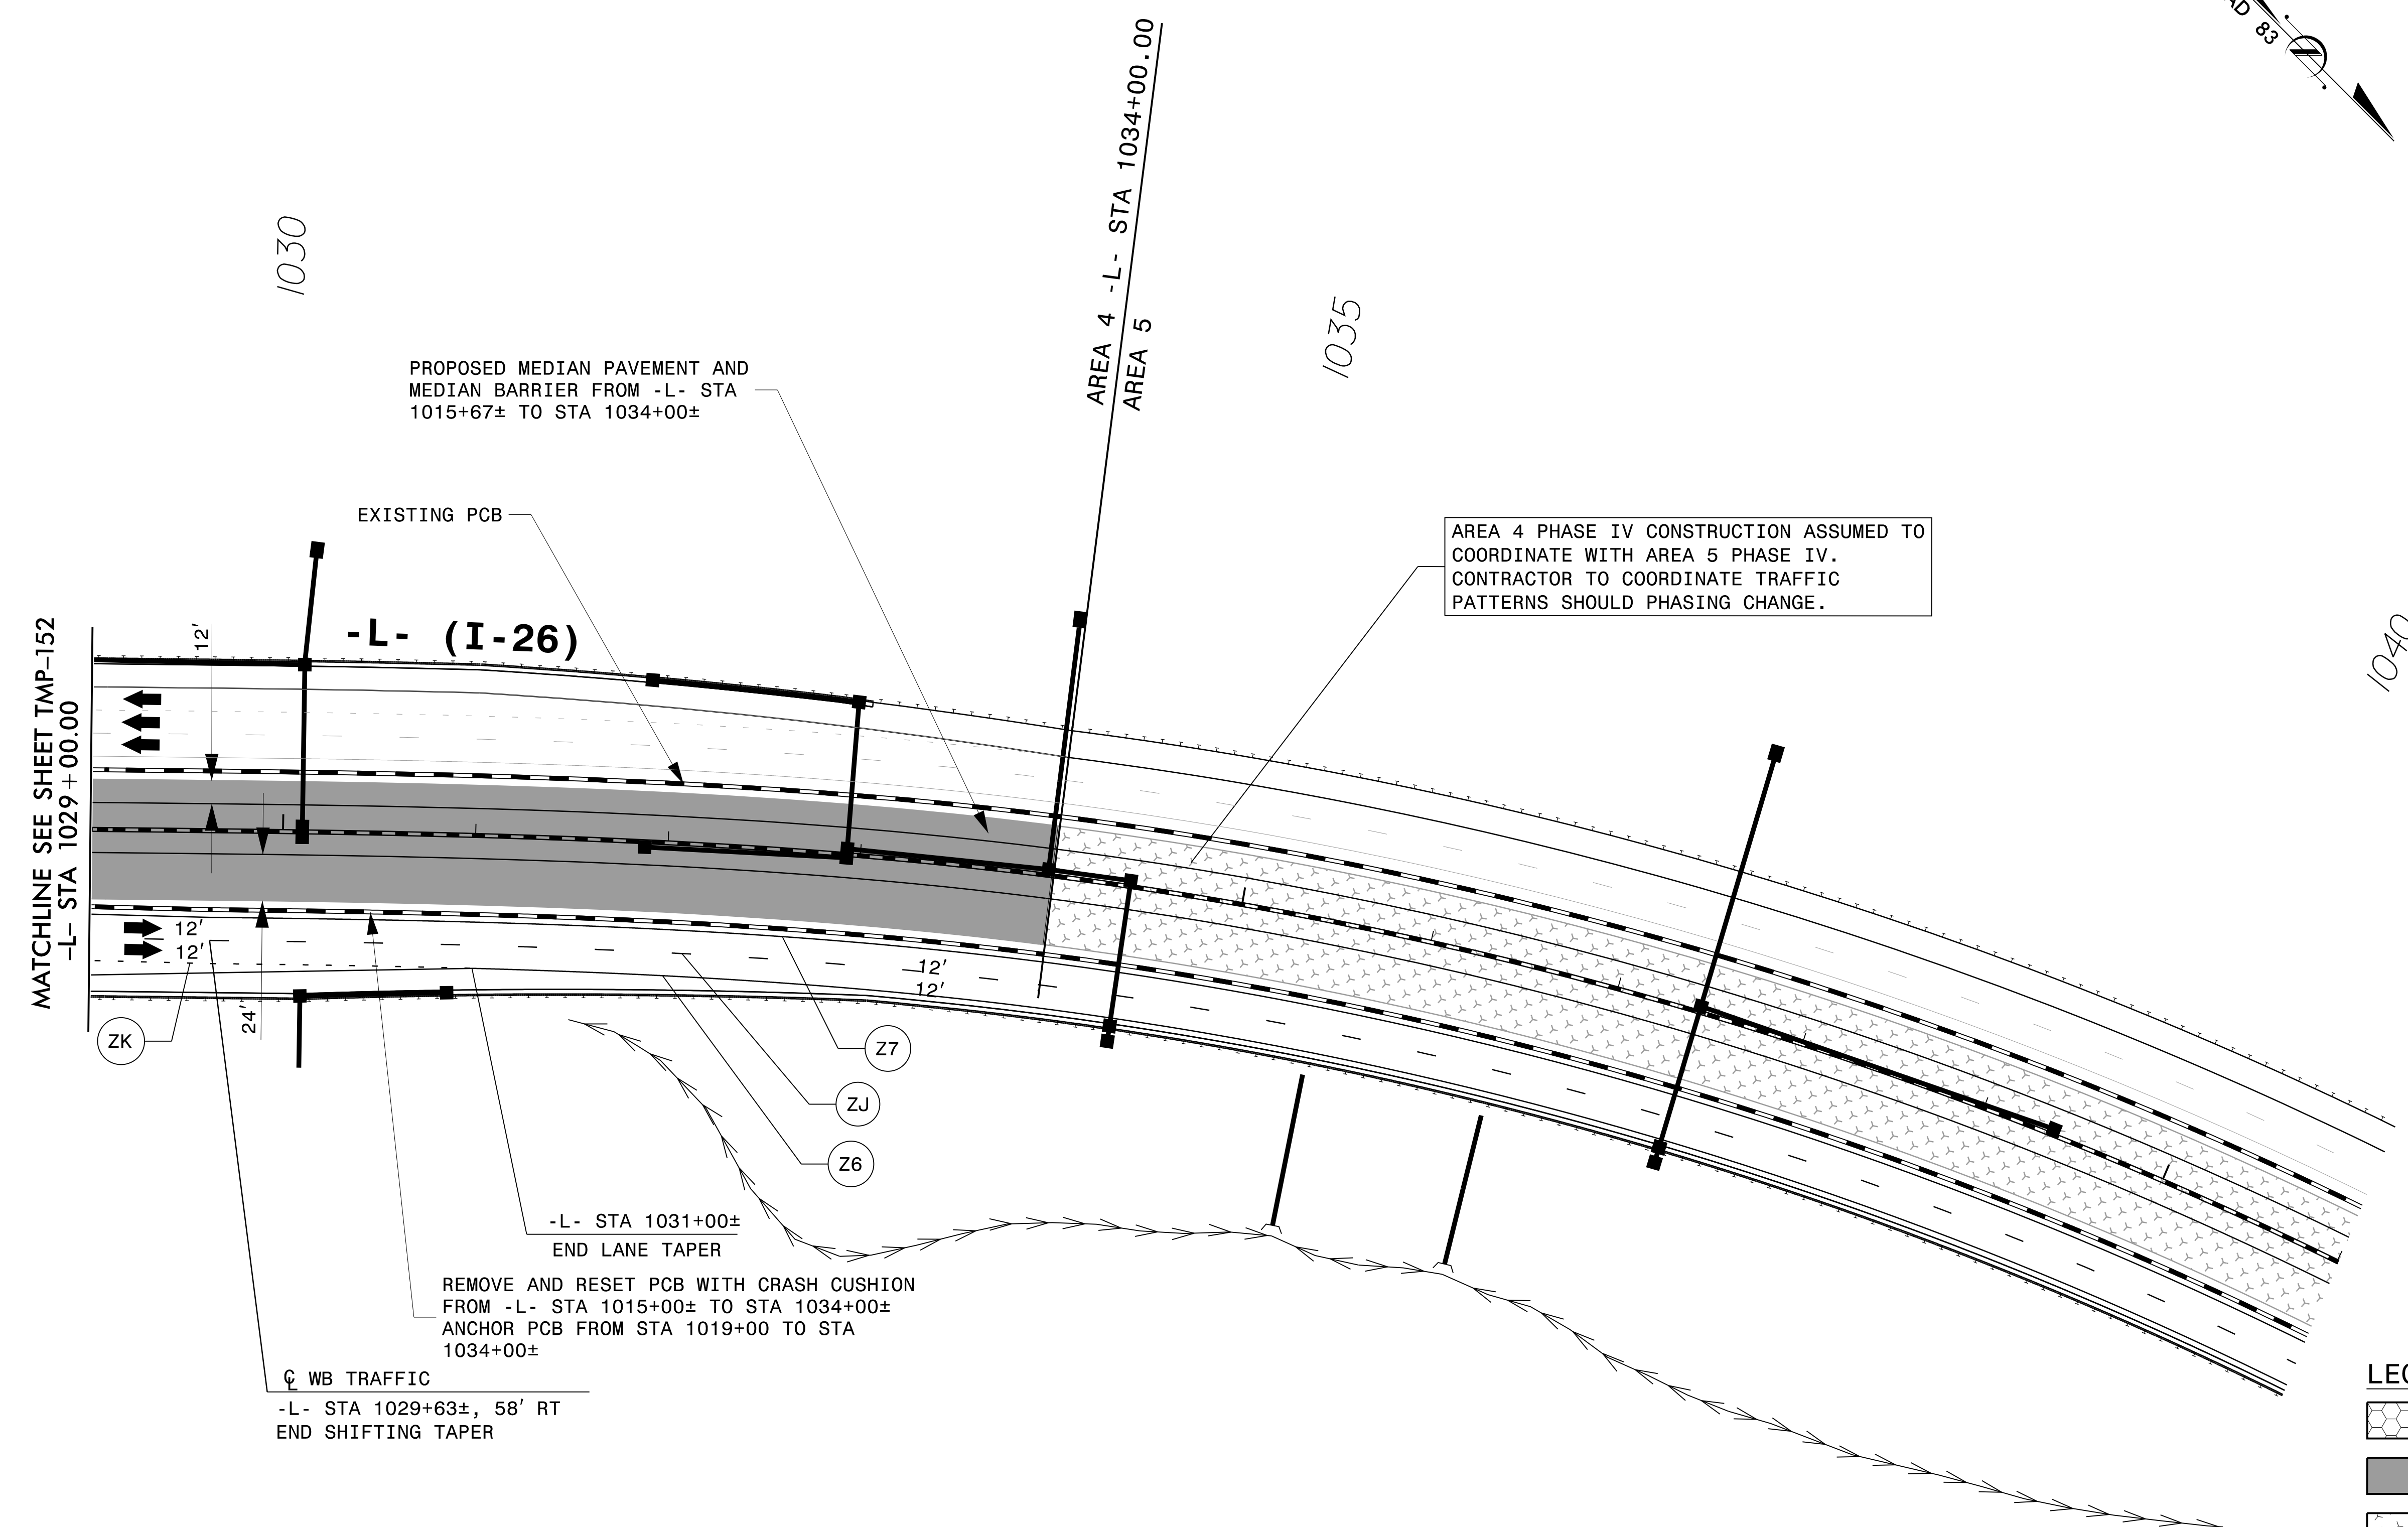 AD 83
1030
AREA 4 -L- STA 1034+00.00
AREA 5
1035
PROPOSED MEDIAN PAVEMENT AND
MEDIAN BARRIER FROM -L- STA
1015+67± TO STA 1034+00±
EXISTING PCB
AREA 4 PHASE IV CONSTRUCTION ASSUMED TO
COORDINATE WITH AREA 5 PHASE IV.
CONTRACTOR TO COORDINATE TRAFFIC
PATTERNS SHOULD PHASING CHANGE.
1040
MATCHLINE SEE SHEET TMP-152
-L- STA 1029+00.00
12'
-L- (I-26)
12'
12'
24'
12'
12'
ZK
Z7
ZJ
Z6
-L- STA 1031+00±
END LANE TAPER
REMOVE AND RESET PCB WITH CRASH CUSHION
FROM -L- STA 1015+00± TO STA 1034+00±
ANCHOR PCB FROM STA 1019+00 TO STA
1034+00±
℄ WB TRAFFIC
-L- STA 1029+63±, 58' RT
END SHIFTING TAPER